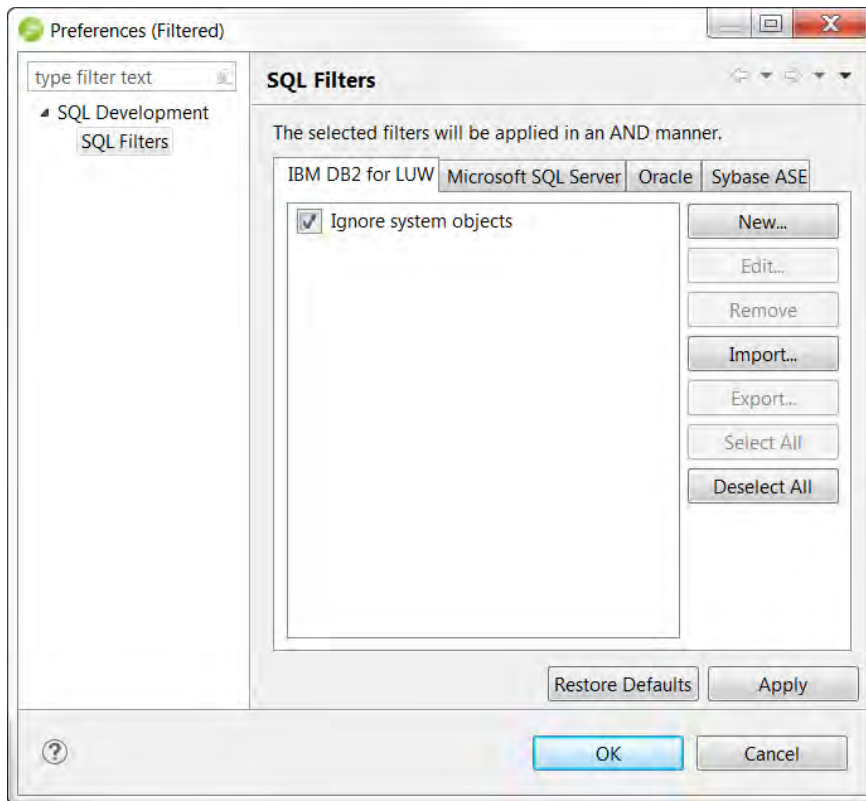 Preferences (Filtered)
type filter text
SQL Development
SQL Filters
SQL Filters
The selected filters will be applied in an AND manner.
IBM DB2 for LUW
Microsoft SQL Server
Oracle
Sybase ASE
Ignore system objects
New...
Edit...
Remove
Import...
Export...
Select All
Deselect All
Restore Defaults
Apply
?
OK
Cancel